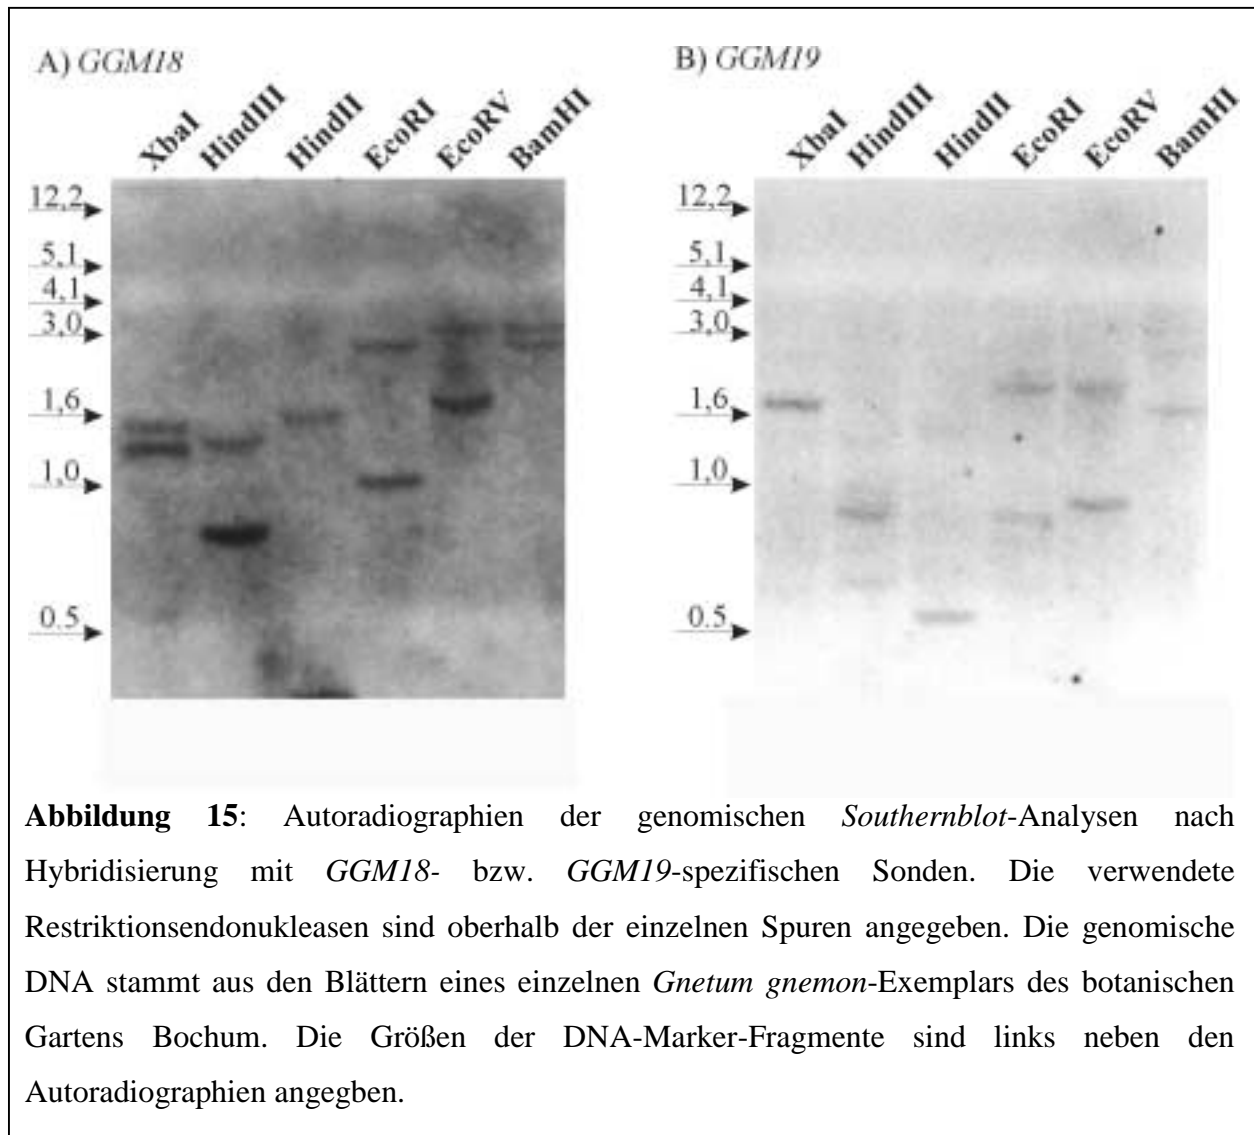 A) GGM18
B) GGM19
XbaI HindIII HindII EcoRI EcoRV BamHI
XbaI HindIII HindII EcoRI EcoRV BamHI
12,2
5,1
4,1
3,0
1,6
1,0
0.5
12,2
5,1
4,1
3,0
1,6
1,0
0.5
Abbildung 15: Autoradiographien der genomischen Southernblot-Analysen nach
Hybridisierung mit GGM18- bzw. GGM19-spezifischen Sonden. Die verwendete
Restriktionsendonukleasen sind oberhalb der einzelnen Spuren angegeben. Die genomische
DNA stammt aus den Blättern eines einzelnen Gnetum gnemon-Exemplars des botanischen
Gartens Bochum. Die Größen der DNA-Marker-Fragmente sind links neben den
Autoradiographien angegben.